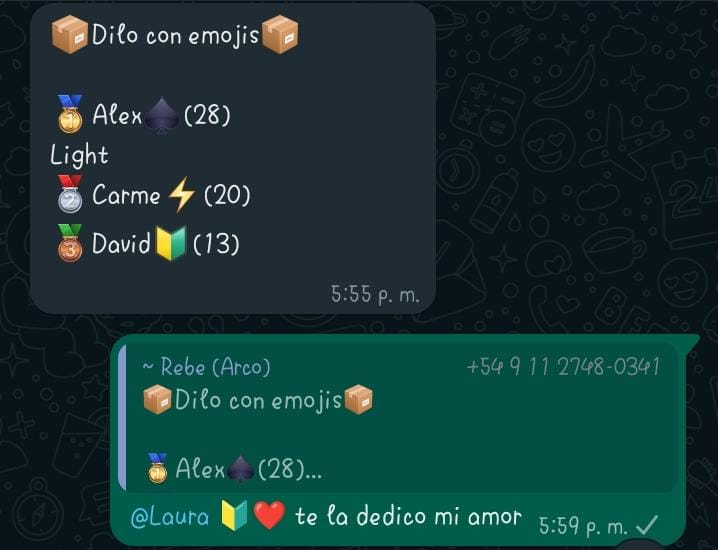 📦Dilo con emojis📦
🥇Alex♠️(28)
Light
🥈Carme⚡(20)
🥉David🔰(13)
5:55 p. m.
~ Rebe (Arco) +54 9 11 2748-0341
📦Dilo con emojis📦
🥇Alex♠️(28)...
@Laura 🔰❤️ te la dedico mi amor 5:59 p. m.